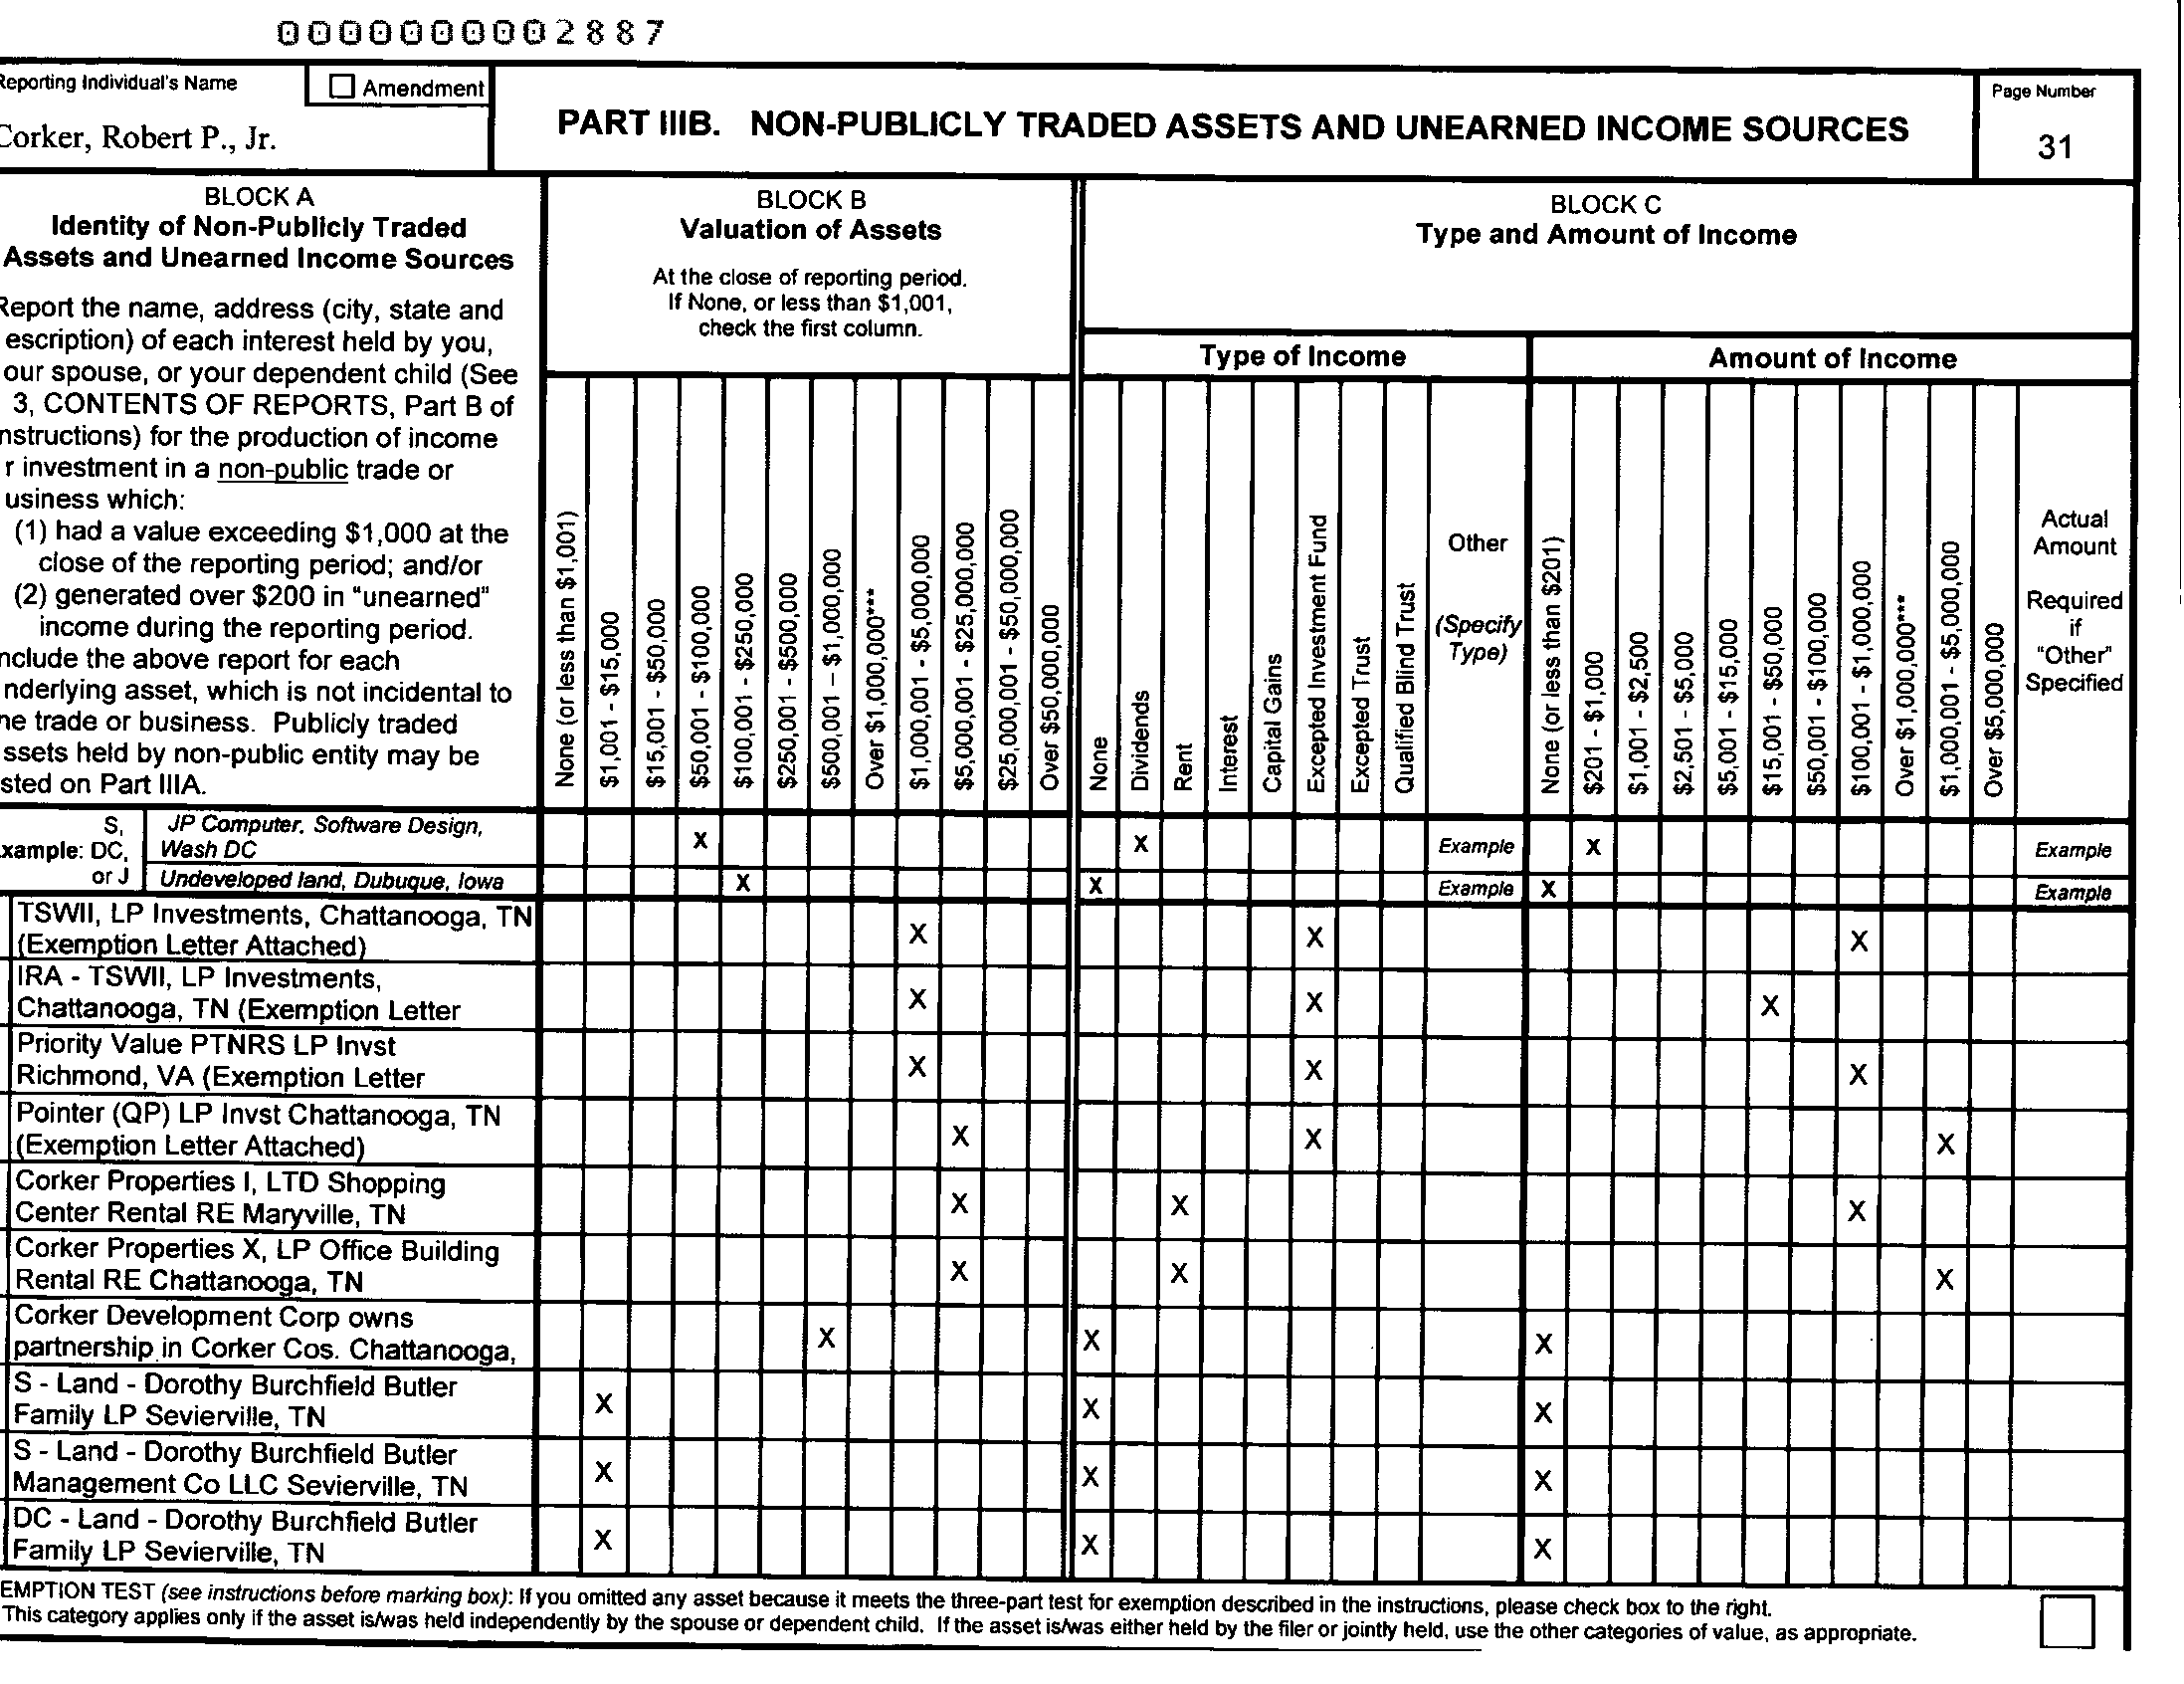 0000000002887
Reporting Individual's Name
Amendment
Corker, Robert P., Jr.
PART IIIB. NON-PUBLICLY TRADED ASSETS AND UNEARNED INCOME SOURCES
Page Number
31
BLOCK A
Identity of Non-Publicly Traded
Assets and Unearned Income Sources
Report the name, address (city, state and
escription) of each interest held by you,
our spouse, or your dependent child (See
3, CONTENTS OF REPORTS, Part B of
nstructions) for the production of income
r investment in a non-public trade or
usiness which:
(1) had a value exceeding $1,000 at the
close of the reporting period; and/or
(2) generated over $200 in "unearned"
income during the reporting period.
nclude the above report for each
nderlying asset, which is not incidental to
he trade or business. Publicly traded
ssets held by non-public entity may be
sted on Part IIIA.
BLOCK B
Valuation of Assets
At the close of reporting period.
If None, or less than $1,001,
check the first column.
None (or less than $1,001)
$1,001 - $15,000
$15,001 - $50,000
$50,001 - $100,000
$100,001 - $250,000
$250,001 - $500,000
$500,001 – $1,000,000
Over $1,000,000***
$1,000,001 - $5,000,000
$5,000,001 - $25,000,000
$25,000,001 - $50,000,000
Over $50,000,000
BLOCK C
Type and Amount of Income
Type of Income
None
Dividends
Rent
Interest
Capital Gains
Excepted Investment Fund
Excepted Trust
Qualified Blind Trust
Other
(Specify
Type)
Amount of Income
None (or less than $201)
$201 - $1,000
$1,001 - $2,500
$2,501 - $5,000
$5,001 - $15,000
$15,001 - $50,000
$50,001 - $100,000
$100,001 - $1,000,000
Over $1,000,000***
$1,000,001 - $5,000,000
Over $5,000,000
Actual
Amount
Required
if
"Other"
Specified
xample:
S,
DC,
or J
JP Computer, Software Design,
Wash DC
X X Example X Example
Undeveloped land, Dubuque, Iowa X X Example X Example
TSWII, LP Investments, Chattanooga, TN
(Exemption Letter Attached) X X X
IRA - TSWII, LP Investments,
Chattanooga, TN (Exemption Letter X X X
Priority Value PTNRS LP Invst
Richmond, VA (Exemption Letter X X X
Pointer (QP) LP Invst Chattanooga, TN
(Exemption Letter Attached) X X X
Corker Properties I, LTD Shopping
Center Rental RE Maryville, TN X X X
Corker Properties X, LP Office Building
Rental RE Chattanooga, TN X X X
Corker Development Corp owns
partnership in Corker Cos. Chattanooga, X X X
S - Land - Dorothy Burchfield Butler
Family LP Sevierville, TN X X X
S - Land - Dorothy Burchfield Butler
Management Co LLC Sevierville, TN X X X
DC - Land - Dorothy Burchfield Butler
Family LP Sevierville, TN X X X
EMPTION TEST (see instructions before marking box): If you omitted any asset because it meets the three-part test for exemption described in the instructions, please check box to the right.
This category applies only if the asset is/was held independently by the spouse or dependent child. If the asset is/was either held by the filer or jointly held, use the other categories of value, as appropriate.